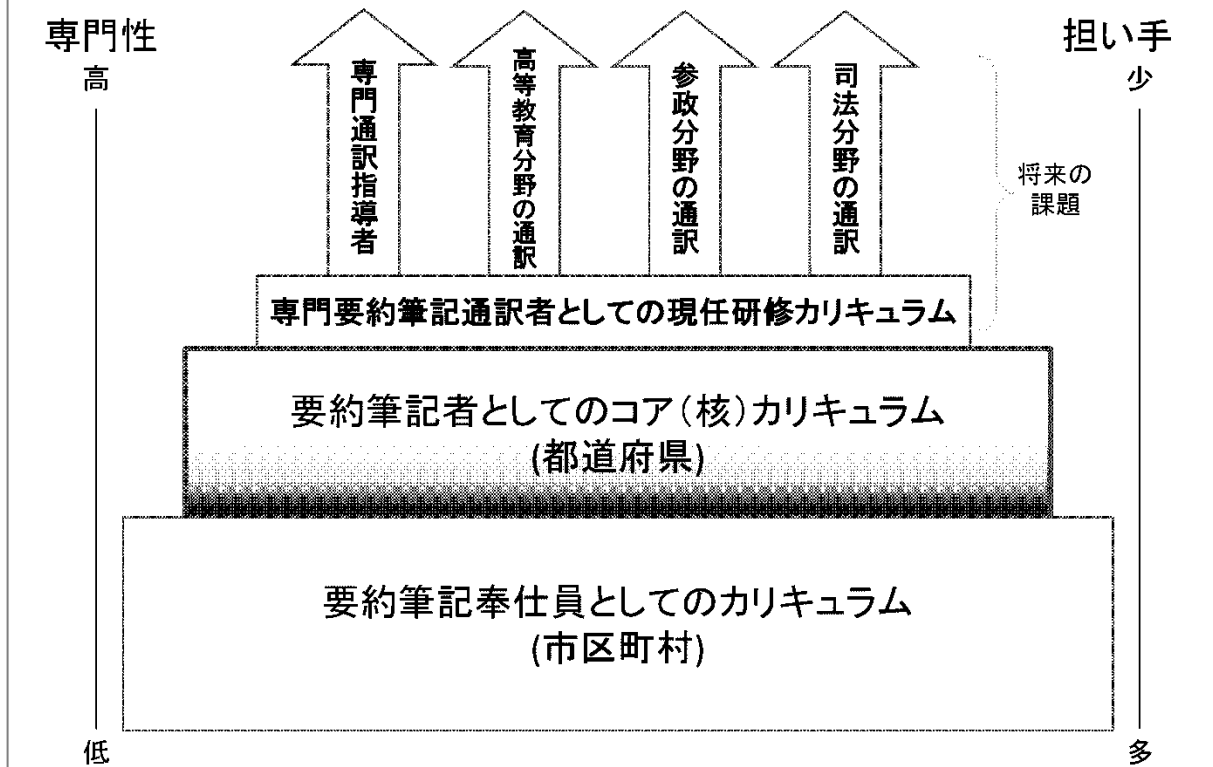 専門性
高
担い手
少
専門通訳指導者
高等教育分野の通訳
参政分野の通訳
司法分野の通訳
将来の
課題
専門要約筆記通訳者としての現任研修カリキュラム
要約筆記者としてのコア(核)カリキュラム
(都道府県)
要約筆記奉仕員としてのカリキュラム
(市区町村)
低
多